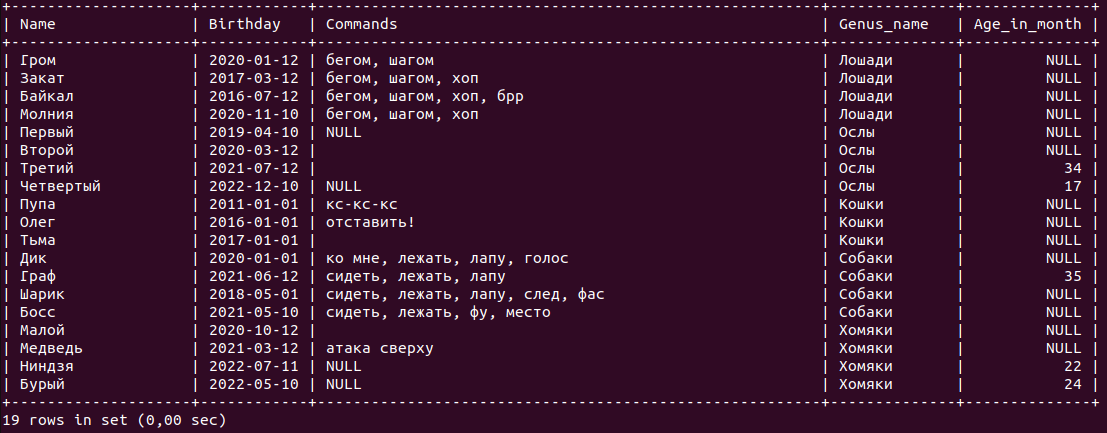 +--------------------+------------+---------------------------------------------------------+--------------+--------------+
| Name | Birthday | Commands | Genus_name | Age_in_month |
+--------------------+------------+---------------------------------------------------------+--------------+--------------+
| Гром | 2020-01-12 | бегом, шагом | Лошади | NULL |
| Закат | 2017-03-12 | бегом, шагом, хоп | Лошади | NULL |
| Байкал | 2016-07-12 | бегом, шагом, хоп, брр | Лошади | NULL |
| Молния | 2020-11-10 | бегом, шагом, хоп | Лошади | NULL |
| Первый | 2019-04-10 | NULL | Ослы | NULL |
| Второй | 2020-03-12 | | Ослы | NULL |
| Третий | 2021-07-12 | | Ослы | 34 |
| Четвертый | 2022-12-10 | NULL | Ослы | 17 |
| Пупа | 2011-01-01 | кс-кс-кс | Кошки | NULL |
| Олег | 2016-01-01 | отставить! | Кошки | NULL |
| Тьма | 2017-01-01 | | Кошки | NULL |
| Дик | 2020-01-01 | ко мне, лежать, лапу, голос | Собаки | NULL |
| Граф | 2021-06-12 | сидеть, лежать, лапу | Собаки | 35 |
| Шарик | 2018-05-01 | сидеть, лежать, лапу, след, фас | Собаки | NULL |
| Босс | 2021-05-10 | сидеть, лежать, фу, место | Собаки | NULL |
| Малой | 2020-10-12 | | Хомяки | NULL |
| Медведь | 2021-03-12 | атака сверху | Хомяки | NULL |
| Ниндзя | 2022-07-11 | NULL | Хомяки | 22 |
| Бурый | 2022-05-10 | NULL | Хомяки | 24 |
+--------------------+------------+---------------------------------------------------------+--------------+--------------+
19 rows in set (0,00 sec)